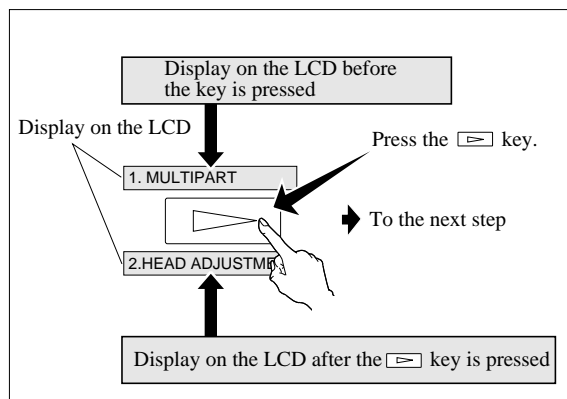 Display on the LCD before
the key is pressed
Display on the LCD
Press the key.
1. MULTIPART
To the next step
2.HEAD ADJUSTME
Display on the LCD after the key is pressed